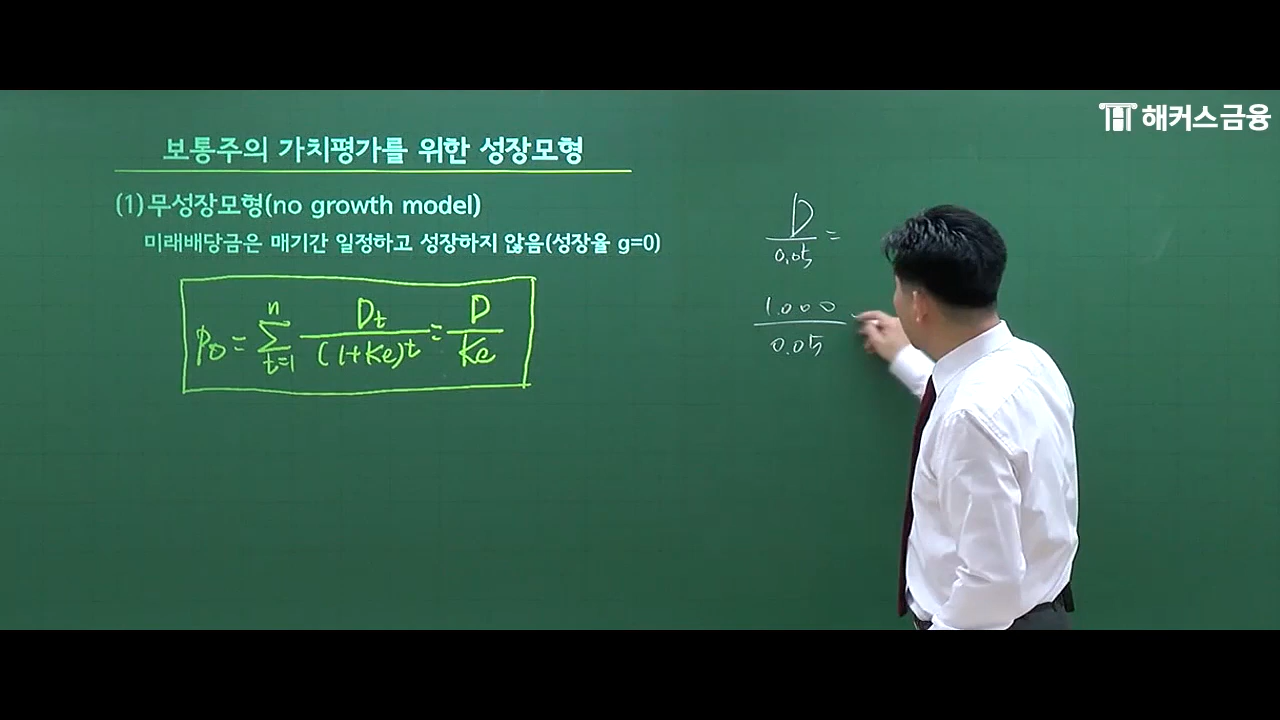 해커스금융
보통주의 가치평가를 위한 성장모형
(1) 무성장모형(no growth model)
미래배당금은 매기간 일정하고 성장하지 않음(성장율 g=0)
P₀ = Σ(t=1, n) Dt / (1+Ke)^t = D / Ke
D / 0.05 =
1.000 / 0.05